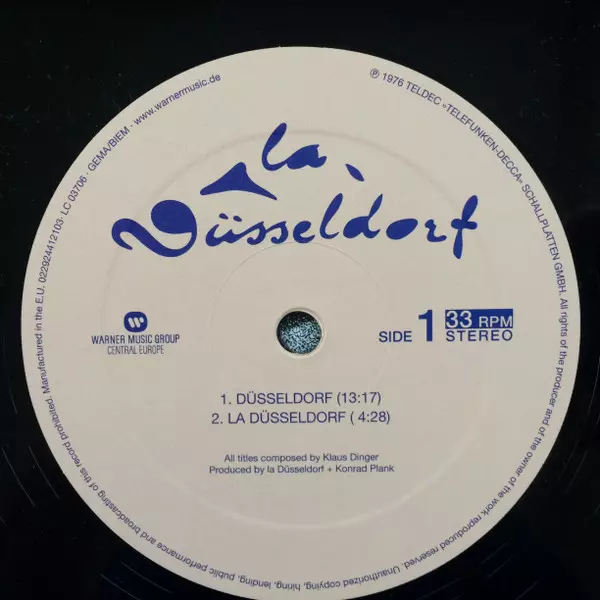 la
Düsseldorf
WARNER MUSIC GROUP
CENTRAL EUROPE
SIDE 1 33 RPM
STEREO
1. DÜSSELDORF (13:17)
2. LA DÜSSELDORF ( 4:28)
All titles composed by Klaus Dinger
Produced by la Düsseldorf + Konrad Plank
℗ 1976 TELDEC »TELEFUNKEN-DECCA« SCHALLPLATTEN GMBH. All rights of the producer and of the owner of the work reproduced reserved. Unauthorized copying, hiring, lending, public performance and broadcasting of this record prohibited. Manufactured in the E.U. 022924412103· LC 03706 - GEMA/BIEM - www.warnermusic.de